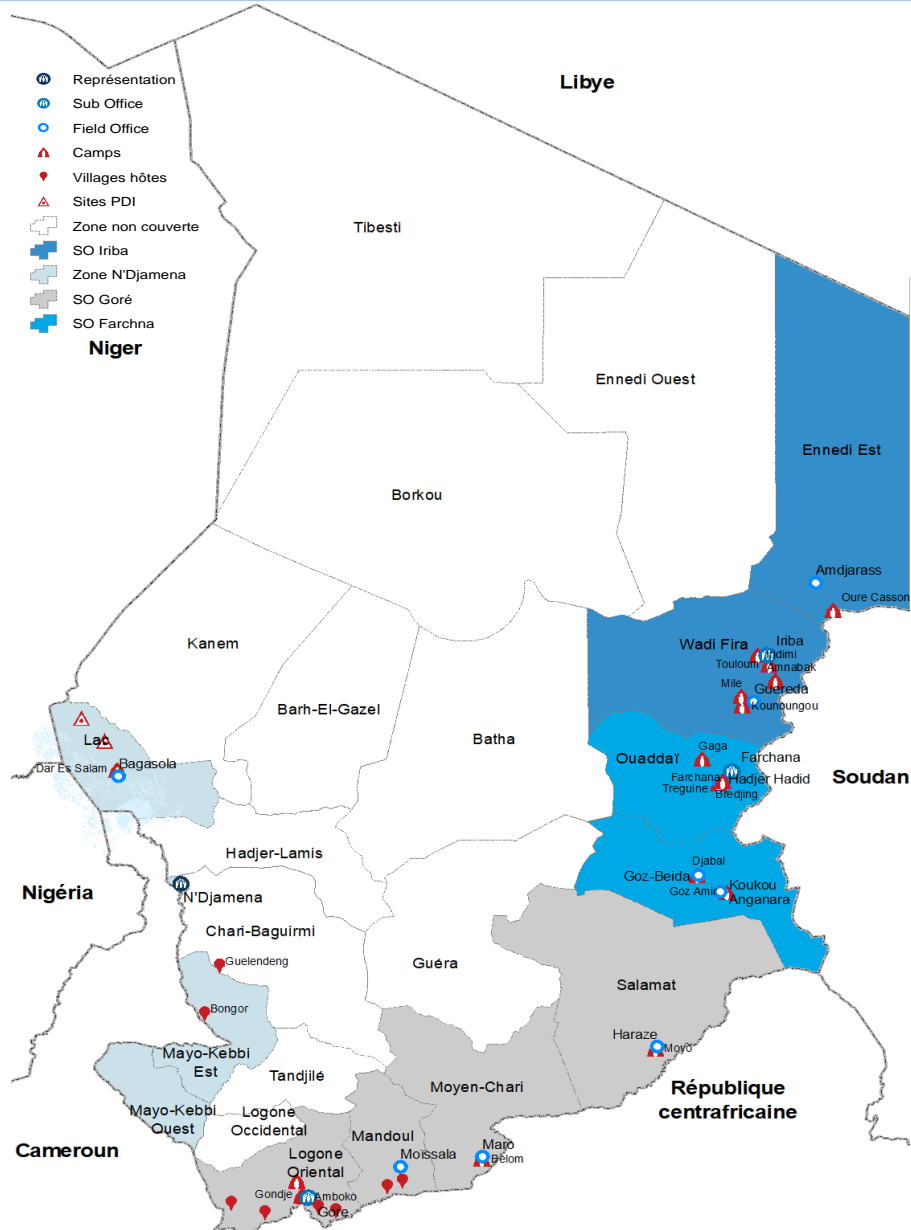 Libye
Représentation
Sub Office
Field Office
Camps
Villages hôtes
Sites PDI
Zone non couverte
SO Iriba
Zone N'Djamena
SO Goré
SO Farchna
Niger
Tibesti
Ennedi Ouest
Ennedi Est
Borkou
Amdjarass
Oure Casson
Kanem
Wadi Fira
Iriba
Iridimi
Touloum
Amnabak
Mile
Guereda
Kounoungou
Barh-El-Gazel
Batha
Lac
Dar Es Salam
Bagasola
Gaga
Ouaddaï
Farchana
Soudan
Farchana
Hadjer Hadid
Treguine
Bredjing
Hadjer-Lamis
Djabal
Nigéria
N'Djamena
Goz-Beida
Goz Amir
Koukou
Anganara
Chari-Baguirmi
Guelendeng
Guéra
Salamat
Bongor
Haraze
Moyo
Mayo-Kebbi
Est
Tandjilé
Moyen-Chari
République
centrafricaine
Mayo-Kebbi
Ouest
Logone
Occidental
Mandoul
Cameroun
Logone
Oriental
Moïssala
Maro
Belom
Gondje
Amboko
Gore